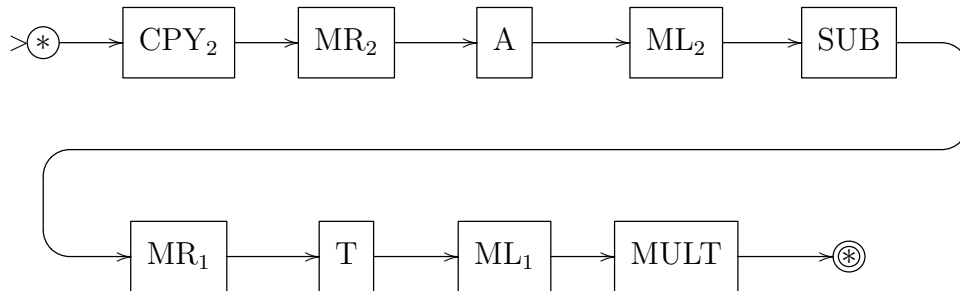 >* CPY₂ MR₂ A ML₂ SUB
MR₁ T ML₁ MULT *